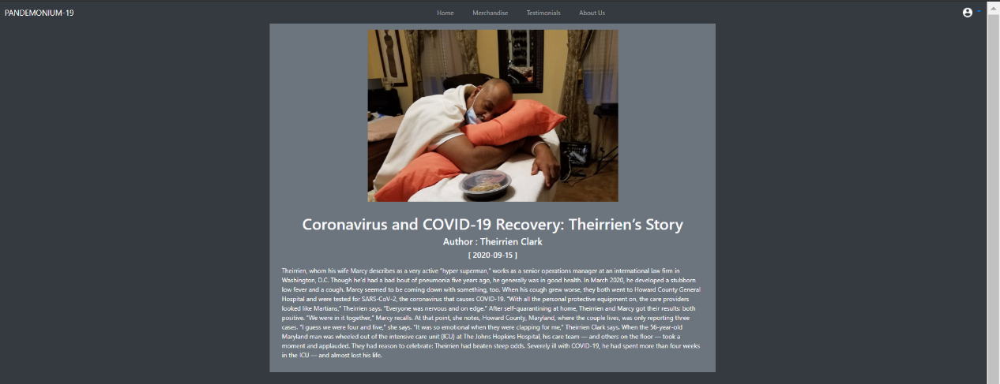 PANDEMONIUM-19
Home Merchandise Testimonials About Us
Coronavirus and COVID-19 Recovery: Theirrien’s Story
Author : Theirrien Clark
[ 2020-09-15 ]
Theirrien, whom his wife Marcy describes as a very active “hyper superman,” works as a senior operations manager at an international law firm in
Washington, D.C. Though he’d had a bad bout of pneumonia five years ago, he generally was in good health. In March 2020, he developed a stubborn
low fever and a cough. Marcy seemed to be coming down with something, too. When his cough grew worse, they both went to Howard County General
Hospital and were tested for SARS-CoV-2, the coronavirus that causes COVID-19. “With all the personal protective equipment on, the care providers
looked like Martians,” Theirrien says. “Everyone was nervous and on edge.” After self-quarantining at home, Theirrien and Marcy got their results: both
positive. “We were in it together,” Marcy recalls. At that point, she notes, Howard County, Maryland, where the couple lives, was only reporting three
cases. “I guess we were four and five,” she says. “It was so emotional when they were clapping for me,” Theirrien Clark says. When the 56-year-old
Maryland man was wheeled out of the intensive care unit (ICU) at The Johns Hopkins Hospital, his care team — and others on the floor — took a
moment and applauded. They had reason to celebrate: Theirrien had beaten steep odds. Severely ill with COVID-19, he had spent more than four weeks
in the ICU — and almost lost his life.